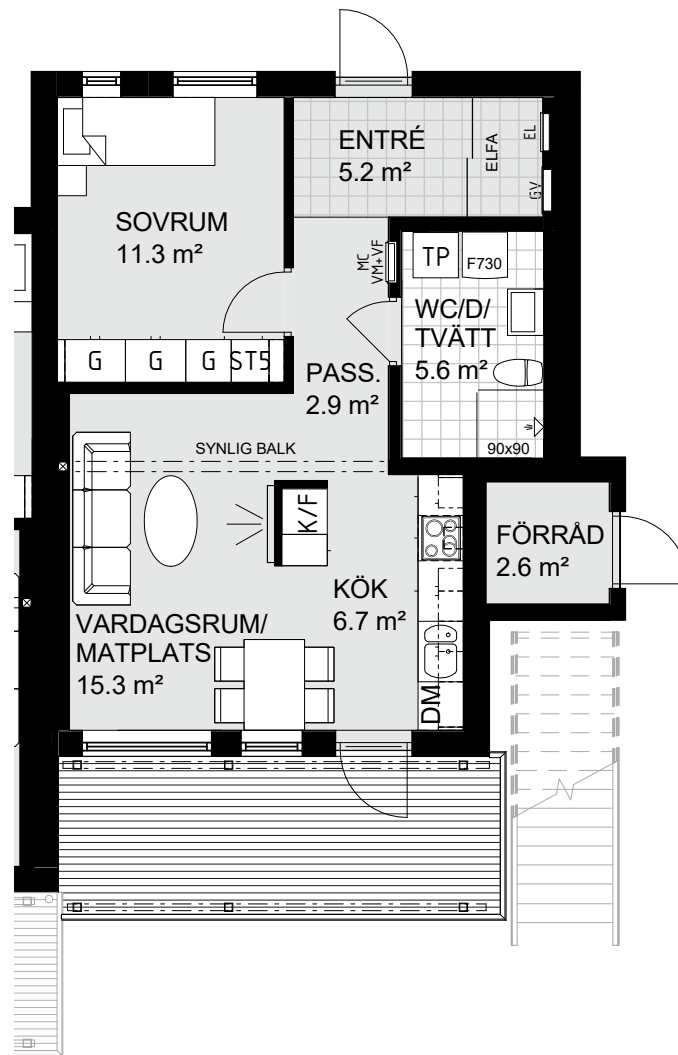 ENTRÉ
5.2 m²
ELFA
EL
GV
SOVRUM
11.3 m²
MC
VM+VF
TP
F730
WC/D/
TVÄTT
5.6 m²
G
G
G
ST5
PASS.
2.9 m²
SYNLIG BALK
90x90
K/F
FÖRRÅD
2.6 m²
KÖK
6.7 m²
VARDAGSRUM/
MATPLATS
15.3 m²
DM